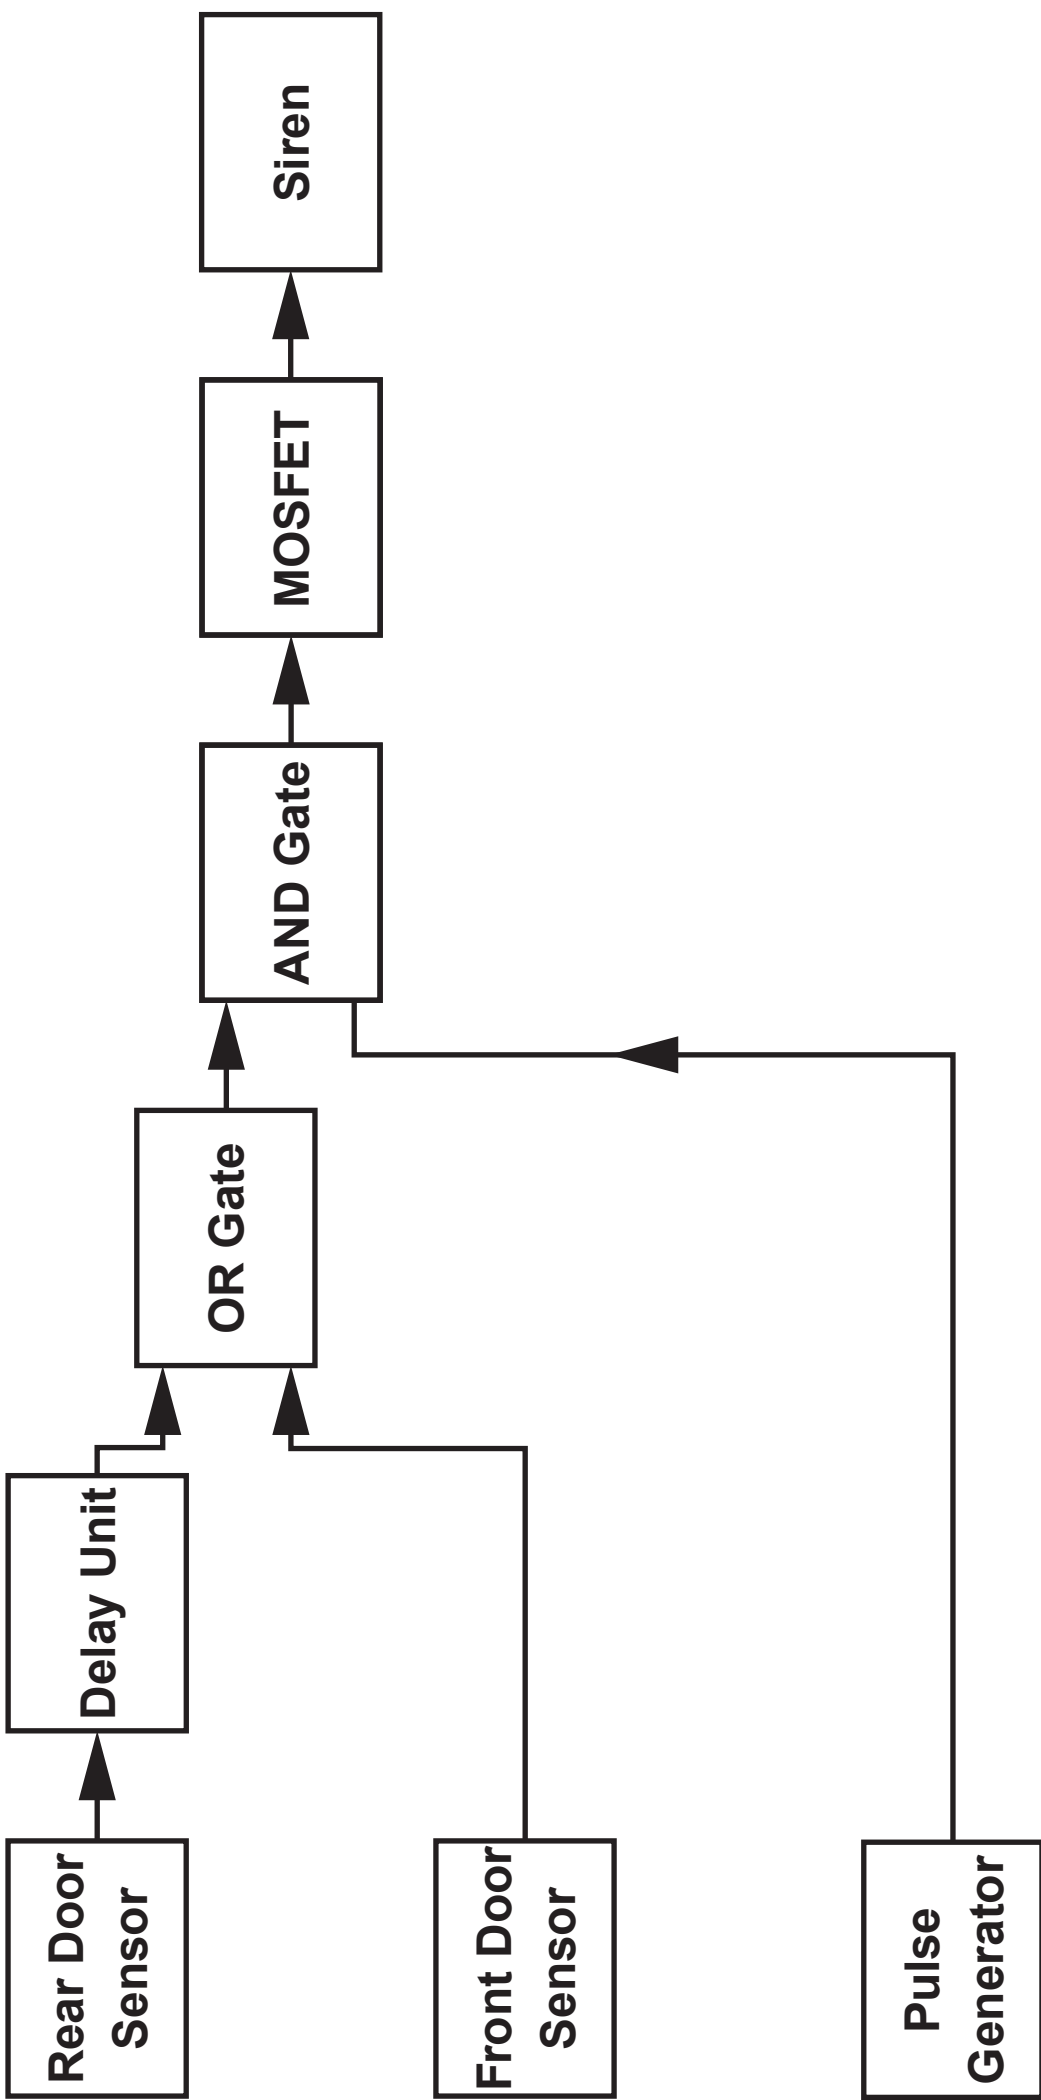 Rear Door
Sensor
Delay Unit
OR Gate
AND Gate
MOSFET
Siren
Front Door
Sensor
Pulse
Generator